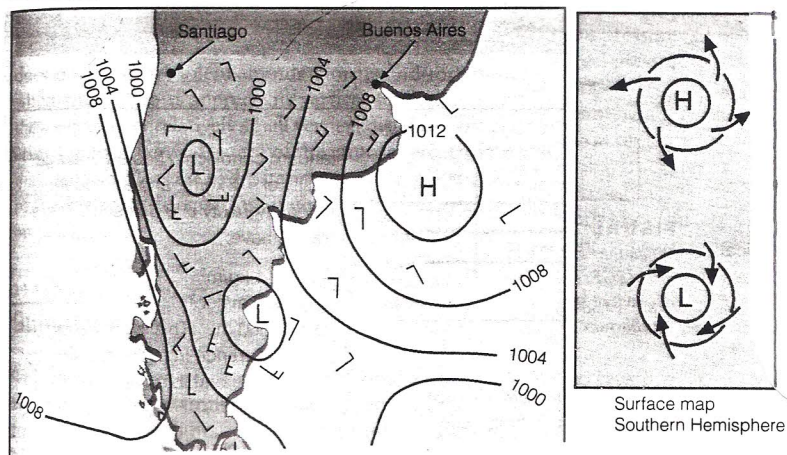 Santiago
Buenos Aires
1008
1004
1000
1000
1004
1008
1012
L
H
L
1008
1004
1000
1008
H
L
Surface map
Southern Hemisphere